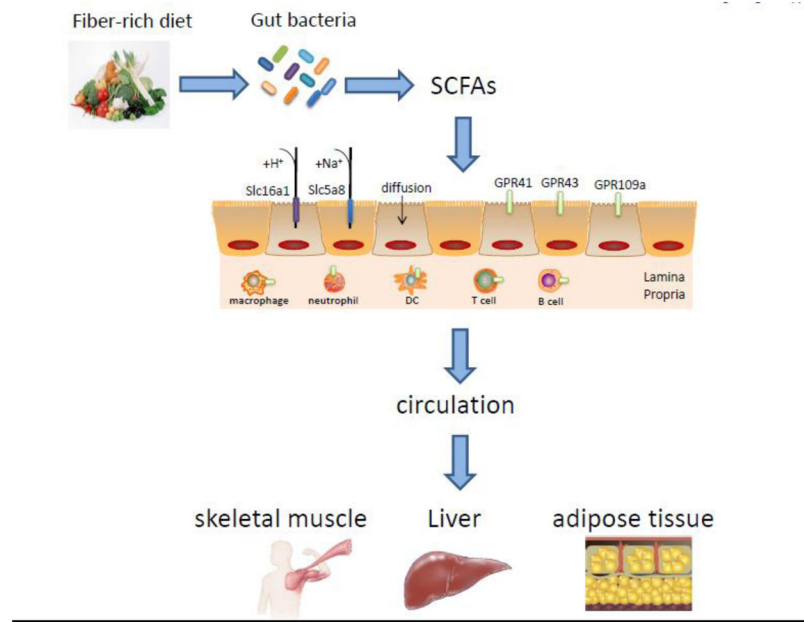 Fiber-rich diet
Gut bacteria
SCFAs
+H⁺
+Na⁺
Slc16a1
Slc5a8
diffusion
GPR41
GPR43
GPR109a
macrophage
neutrophil
DC
T cell
B cell
Lamina
Propria
circulation
skeletal muscle
Liver
adipose tissue